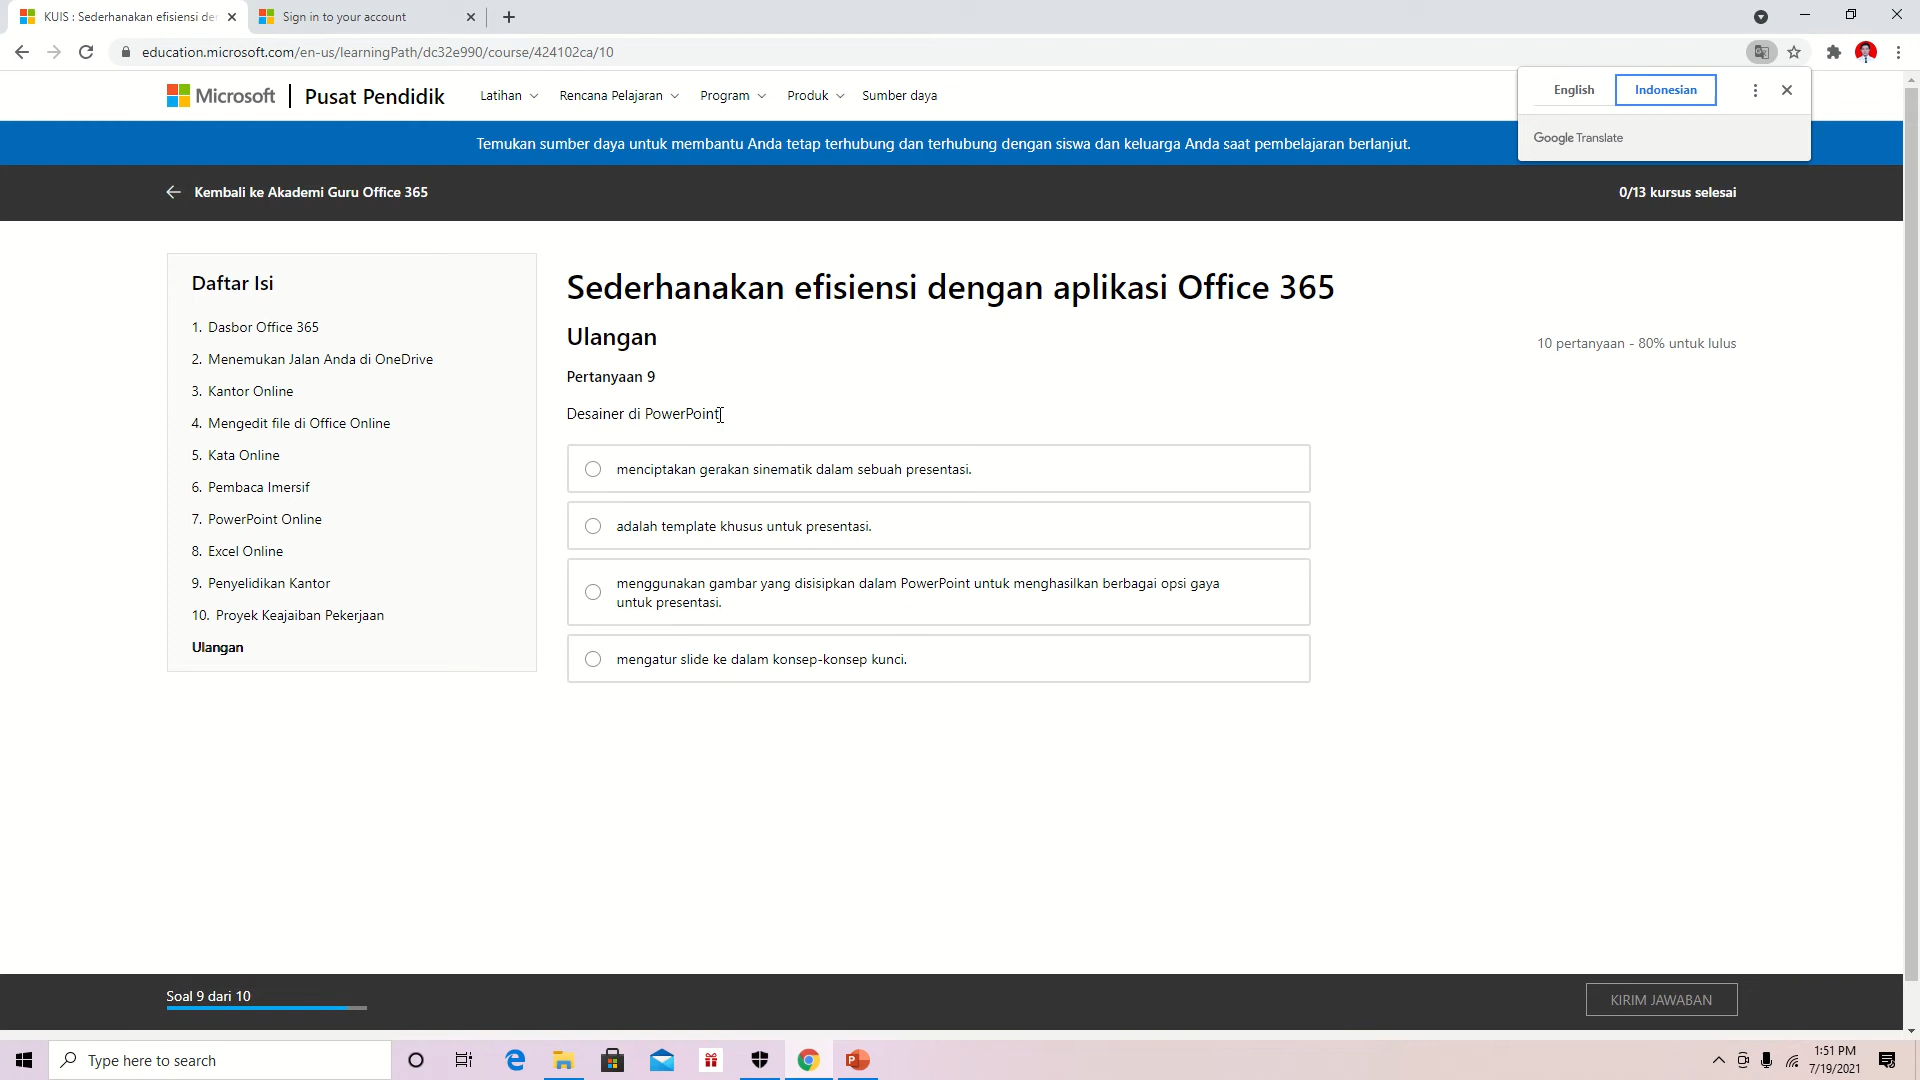 KUIS : Sederhanakan efisiensi de
Sign in to your account
education.microsoft.com/en-us/learningPath/dc32e990/course/424102ca/10
Microsoft
Pusat Pendidik
Latihan
Rencana Pelajaran
Program
Produk
Sumber daya
English
Indonesian
Google Translate
Temukan sumber daya untuk membantu Anda tetap terhubung dan terhubung dengan siswa dan keluarga Anda saat pembelajaran berlanjut.
Kembali ke Akademi Guru Office 365
0/13 kursus selesai
Daftar Isi
1. Dasbor Office 365
2. Menemukan Jalan Anda di OneDrive
3. Kantor Online
4. Mengedit file di Office Online
5. Kata Online
6. Pembaca Imersif
7. PowerPoint Online
8. Excel Online
9. Penyelidikan Kantor
10. Proyek Keajaiban Pekerjaan
Ulangan
Sederhanakan efisiensi dengan aplikasi Office 365
Ulangan
10 pertanyaan - 80% untuk lulus
Pertanyaan 9
Desainer di PowerPoint
menciptakan gerakan sinematik dalam sebuah presentasi.
adalah template khusus untuk presentasi.
menggunakan gambar yang disisipkan dalam PowerPoint untuk menghasilkan berbagai opsi gaya
untuk presentasi.
mengatur slide ke dalam konsep-konsep kunci.
Soal 9 dari 10
KIRIM JAWABAN
Type here to search
1:51 PM
7/19/2021